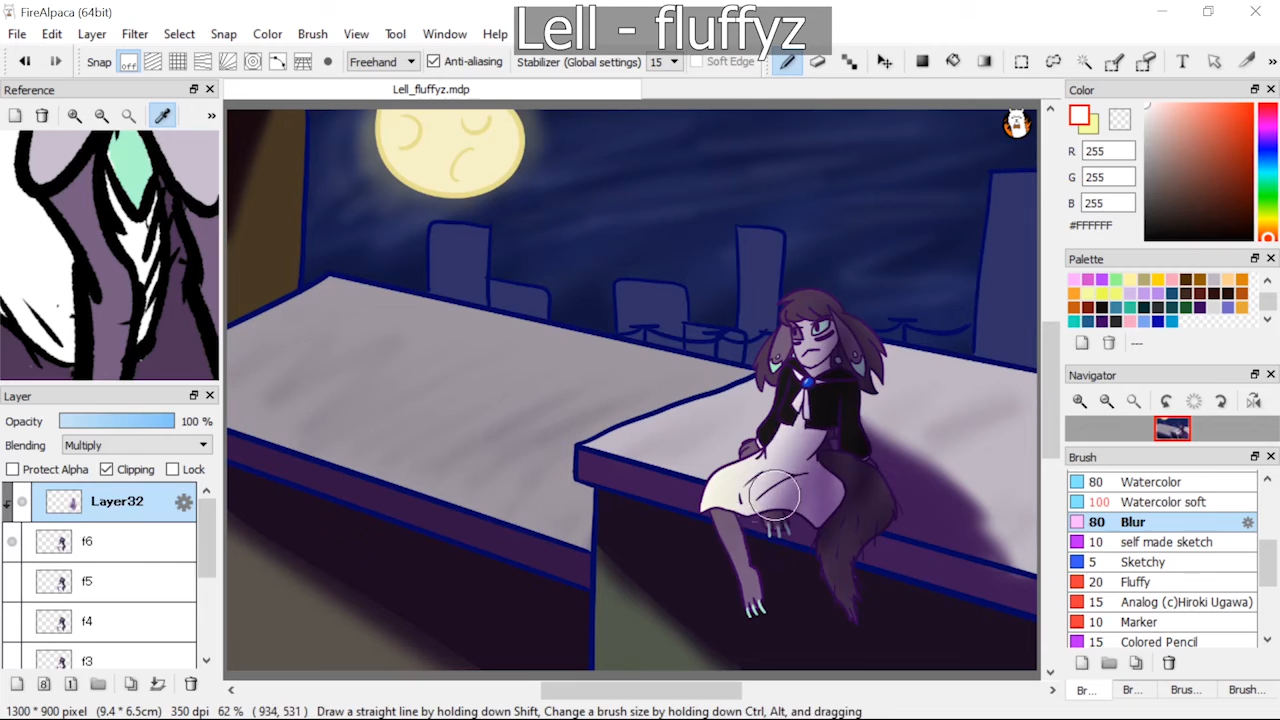 FireAlpaca (64bit)
Lell - fluffyz
File Edit Layer Filter Select Snap Color Brush View Tool Window Help
Snap off Freehand Anti-aliasing Stabilizer (Global settings) 15 Soft Edge T »
Reference
Lell_fluffyz.mdp
Color
»
R 255
G 255
B 255
#FFFFFF
Palette
---
Navigator
Layer
Opacity 100 %
Blending Multiply
Protect Alpha Clipping Lock
Layer32
f6
f5
f4
f3
8 1
Brush
80 Watercolor
100 Watercolor soft
80 Blur
10 self made sketch
5 Sketchy
20 Fluffy
15 Analog (c)Hiroki Ugawa)
10 Marker
15 Colored Pencil
Br... Br... Brus... Brush...
1300 * 900 pixel (9.4 * 6.5cm) 350 dpi 62 % ( 934, 531 ) Draw a straight line by holding down Shift, Change a brush size by holding down Ctrl, Alt, and dragging